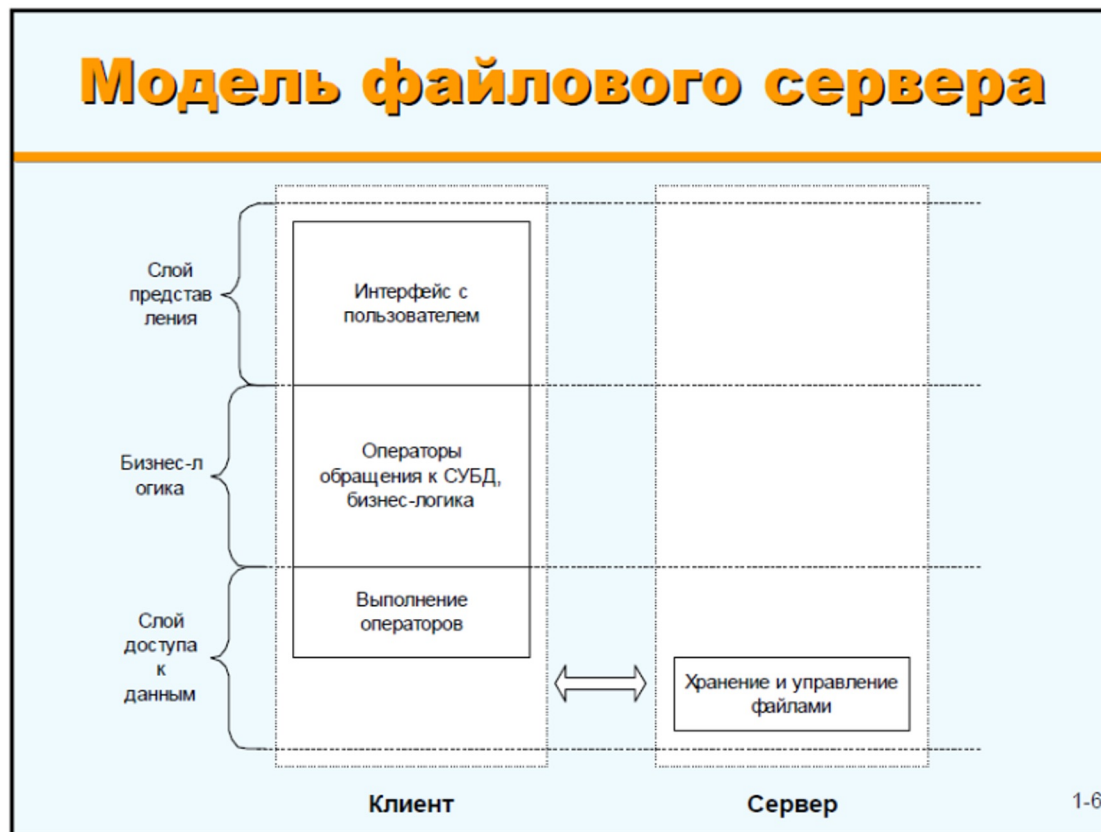 Модель файлового сервера
Слой
представ
ления
Интерфейс с
пользователем
Бизнес-л
огика
Операторы
обращения к СУБД,
бизнес-логика
Слой
доступа
к
данным
Выполнение
операторов
Хранение и управление
файлами
Клиент
Сервер
1-6